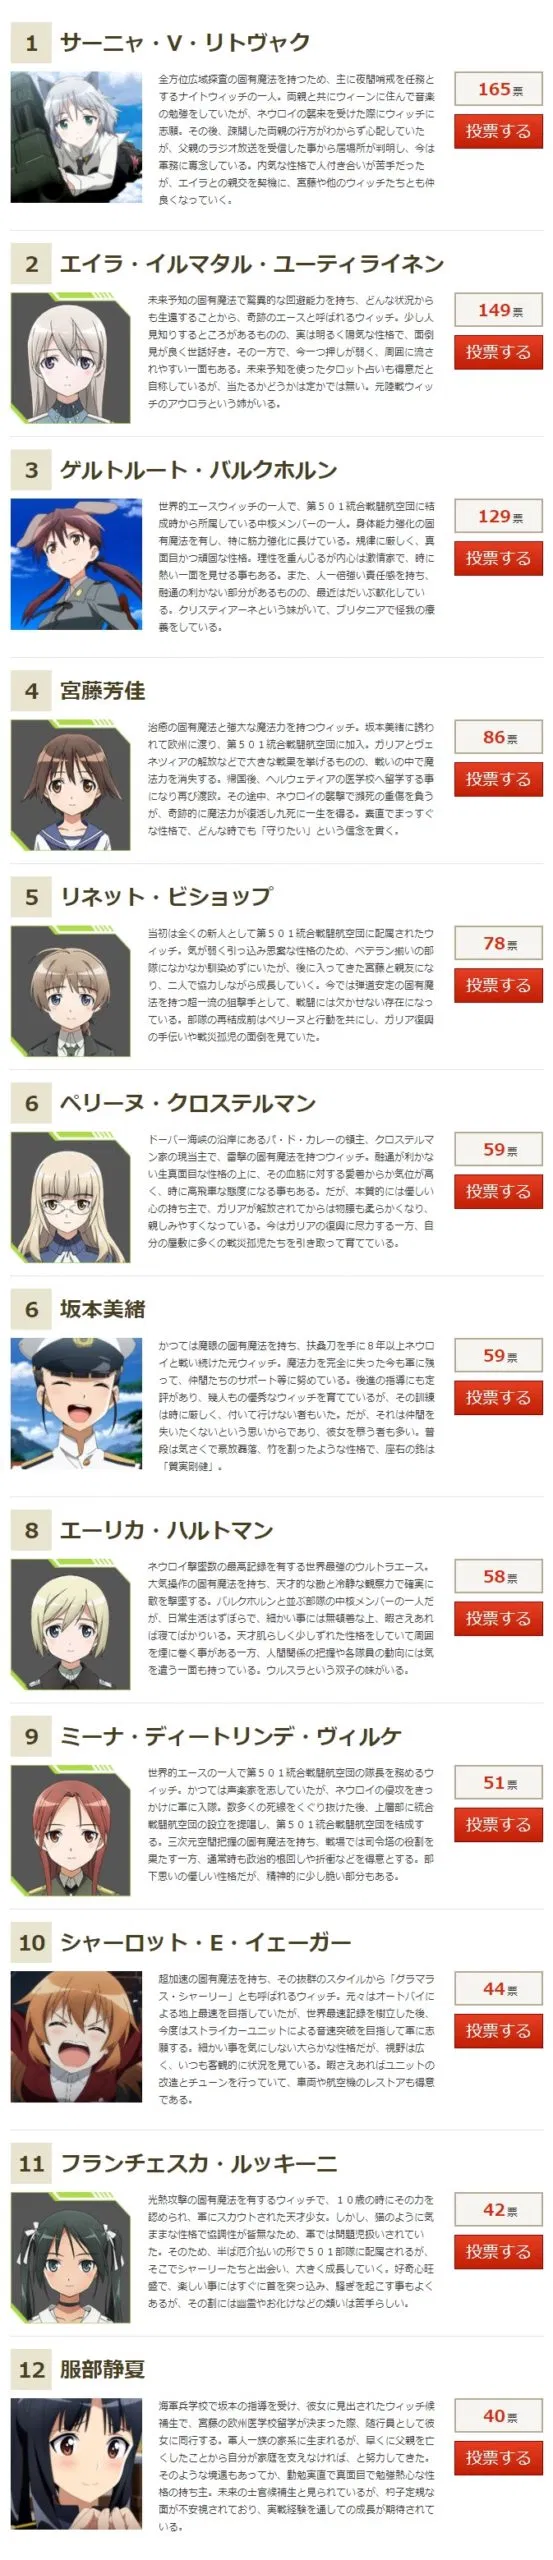 1 サーニャ・V・リトヴャク
全方位広域探査の固有魔法を持つため、主に夜間哨戒を任務と
するナイトウィッチの一人。両親と共にウィーンに住んで音楽
の勉強をしていたが、ネウロイの襲来を受けた際にウィッチに
志願。その後、疎開した両親の行方がわからず心配していた
が、父親のラジオ放送を受信した事から居場所が判明し、今は
軍務に専念している。内気な性格で人付き合いが苦手だった
が、エイラとの親交を契機に、宮藤や他のウィッチたちとも仲
良くなっていく。
165票
投票する
2 エイラ・イルマタル・ユーティライネン
未来予知の固有魔法で驚異的な回避能力を持ち、どんな状況から
も生還することから、奇跡のエースと呼ばれるウィッチ。少し人
見知りするところがあるものの、実は明るく陽気な性格で、面倒
見が良く世話好き。その一方で、今一つ押しが弱く、周囲に流さ
れやすい一面もある。未来予知を使ったタロット占いも得意だと
自称しているが、当たるかどうかは定かでは無い。元陸戦ウィッ
チのアウロラという姉がいる。
149票
投票する
3 ゲルトルート・バルクホルン
世界的エースウィッチの一人で、第５０１統合戦闘航空団に結
成時から所属している中核メンバーの一人。身体能力強化の固
有魔法を有し、特に筋力強化に長けている。規律に厳しく、真
面目かつ頑固な性格。理性を重んじるが内心は激情家で、時に
熱い一面を見せる事もある。また、人一倍強い責任感を持ち、
融通の利かない部分があるものの、最近はだいぶ軟化してい
る。クリスティアーネという妹がいて、ブリタニアで怪我の療
養をしている。
129票
投票する
4 宮藤芳佳
治癒の固有魔法と強大な魔法力を持つウィッチ。坂本美緒に誘わ
れて欧州に渡り、第５０１統合戦闘航空団に加入。ガリアとヴェ
ネツィアの解放などで大きな戦果を挙げるものの、戦いの中で魔
法力を消失する。帰国後、ヘルウェティアの医学校へ留学する事
になり再び渡欧。その途中、ネウロイの襲撃で瀕死の重傷を負う
が、奇跡的に魔法力が復活し九死に一生を得る。素直でまっすぐ
な性格で、どんな時でも「守りたい」という信念を貫く。
86票
投票する
5 リネット・ビショップ
当初は全くの新人として第５０１統合戦闘航空団に配属されたウ
ィッチ。気が弱く引っ込み思案な性格のため、ベテラン揃いの部
隊になかなか馴染めずにいたが、後に入ってきた宮藤と親友にな
り、二人で協力しながら成長していく。今では弾道安定の固有魔
法を持つ超一流の狙撃手として、戦闘には欠かせない存在になっ
ている。部隊の再結成前はペリーヌと行動を共にし、ガリア復興
の手伝いや戦災孤児の面倒を見ていた。
78票
投票する
6 ペリーヌ・クロステルマン
ドーバー海峡の沿岸にあるパ・ド・カレーの領主、クロステルマ
ン家の現当主で、雷撃の固有魔法を持つウィッチ。融通が利かな
い生真面目な性格の上に、その血筋に対する愛着からか気位が高
く、時に高飛車な態度になる事もある。だが、本質的には優しい
心の持ち主で、ガリアが解放されてからは物腰も柔らかくなり、
親しみやすくなっている。今はガリアの復興に尽力する一方、自
分の屋敷に多くの戦災孤児たちを引き取って育てている。
59票
投票する
6 坂本美緒
かつては魔眼の固有魔法を持ち、扶桑刀を手に８年以上ネウロ
イと戦い続けた元ウィッチ。魔法力を完全に失った今も軍に残
って、仲間たちのサポート等に努めている。後進の指導にも定
評があり、幾人もの優秀なウィッチを育てているが、その訓練
は時に厳しく、付いて行けない者もいた。だが、それは仲間を
失いたくないという思いからであり、彼女を慕う者も多い。普
段は気さくで豪放磊落、竹を割ったような性格で、座右の銘は
「質実剛健」。
59票
投票する
8 エーリカ・ハルトマン
ネウロイ撃墜数の最高記録を有する世界最強のウルトラエース。
大気操作の固有魔法を持ち、天才的な勘と冷静な観察力で確実に
敵を撃墜する。バルクホルンと並ぶ部隊の中核メンバーの一人だ
が、日常生活はずぼらで、細かい事には無頓着な上、暇さえあれ
ば寝てばかりいる。天才肌らしく少しずれた性格をしていて周囲
を煙に巻く事がある一方、人間関係の把握や各隊員の動向には気
を遣う一面も持っている。ウルスラという双子の妹がいる。
58票
投票する
9 ミーナ・ディートリンデ・ヴィルケ
世界的エースの一人で第５０１統合戦闘航空団の隊長を務めるウ
ィッチ。かつては声楽家を志していたが、ネウロイの侵攻をきっ
かけに軍に入隊。数多くの死線をくぐり抜けた後、上層部に統合
戦闘航空団の設立を提唱し、第５０１統合戦闘航空団を結成す
る。三次元空間把握の固有魔法を持ち、戦場では司令塔の役割を
果たす一方、通常時も政治的根回しや折衝などを得意とする。部
下思いの優しい性格だが、精神的に少し脆い部分もある。
51票
投票する
10 シャーロット・E・イェーガー
超加速の固有魔法を持ち、その抜群のスタイルから「グラマラ
ス・シャーリー」とも呼ばれるウィッチ。元々はオートバイに
よる地上最速を目指していたが、世界最速記録を樹立した後、
今度はストライカーユニットによる音速突破を目指して軍に志
願する。細かい事を気にしない大らかな性格だが、視野は広
く、いつも客観的に状況を見ている。暇さえあればユニットの
改造とチューンを行っていて、車両や航空機のレストアも得意
である。
44票
投票する
11 フランチェスカ・ルッキーニ
光熱攻撃の固有魔法を有するウィッチで、１０歳の時にその力を
認められ、軍にスカウトされた天才少女。しかし、猫のように気
ままな性格で協調性が皆無なため、軍では問題児扱いされてい
た。そのため、半ば厄介払いの形で５０１部隊に配属されるが、
そこでシャーリーたちと出会い、大きく成長していく。好奇心旺
盛で、楽しい事にはすぐに首を突っ込み、騒ぎを起こす事もよく
あるが、その割には幽霊やお化けなどの類いは苦手らしい。
42票
投票する
12 服部静夏
海軍兵学校で坂本の指導を受け、彼女に見出されたウィッチ候
補生で、宮藤の欧州医学校留学が決まった際、随行員として彼
女に同行する。軍人一族の家系に生まれるが、早くに父親を亡
くしたことから自分が家庭を支えなければ、と努力してきた。
そのような境遇もあってか、勤勉実直で真面目で勉強熱心な性
格の持ち主。未来の士官候補生と見られているが、杓子定規な
面が不安視されており、実戦経験を通しての成長が期待されて
いる。
40票
投票する